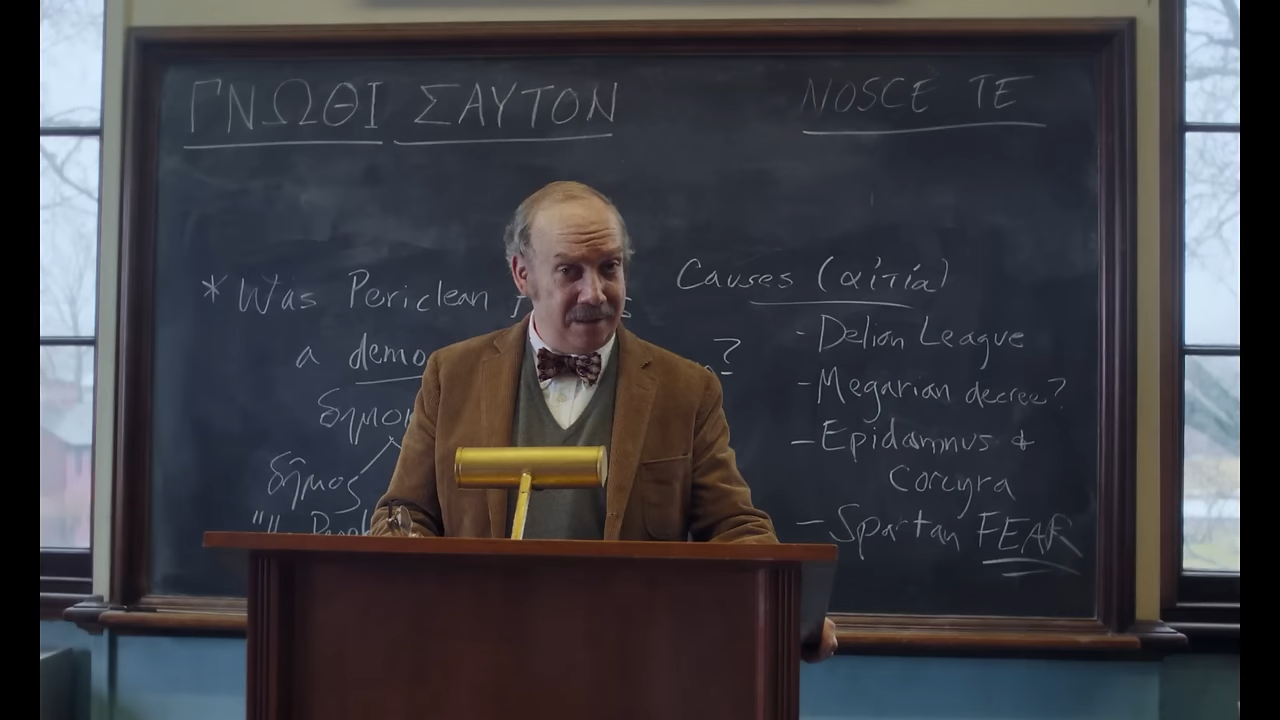 ΓΝΩΘΙ ΣΑΥΤΟΝ
NOSCE TE
* Was Periclean
a demo ?
δημο
δῆμος
"
Causes (αἰτία)
- Delian League
- Megarian decree?
- Epidamnus &
Corcyra
- Spartan FEAR